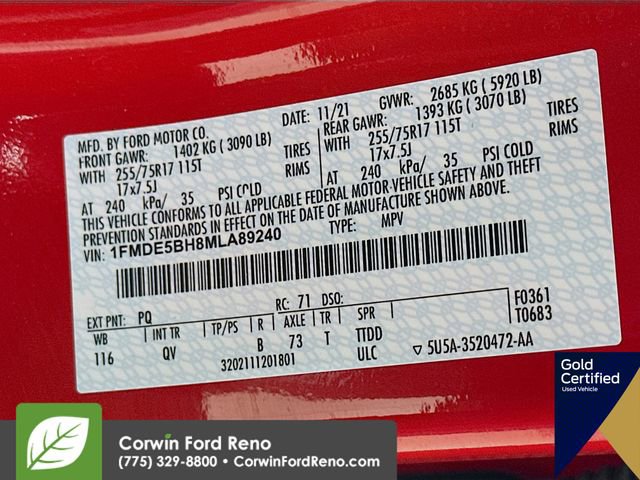 MFD. BY FORD MOTOR CO.
DATE: 11/21 GVWR: 2685 KG ( 5920 LB)
FRONT GAWR: 1402 KG ( 3090 LB)
REAR GAWR: 1393 KG ( 3070 LB)
WITH 255/75R17 115T TIRES
255/75R17 115T TIRES
17x7.5J RIMS
17x7.5J RIMS
AT 240 kPa/ 35 PSI COLD
AT 240 kPa/ 35 PSI COLD
THIS VEHICLE CONFORMS TO ALL APPLICABLE FEDERAL MOTOR VEHICLE SAFETY AND THEFT
PREVENTION STANDARDS IN EFFECT ON THE DATE OF MANUFACTURE SHOWN ABOVE.
VIN: 1FMDE5BH8MLA89240
TYPE: MPV
EXT PNT: PQ RC: 71 DSO:
F0361
T0683
WB INT TR TP/PS R AXLE TR SPR
116 QV B 73 T TTDD
3202111201801 ULC ▽ 5U5A-3520472-AA
Gold
Certified
Used Vehicle
Corwin Ford Reno
(775) 329-8800 • CorwinFordReno.com